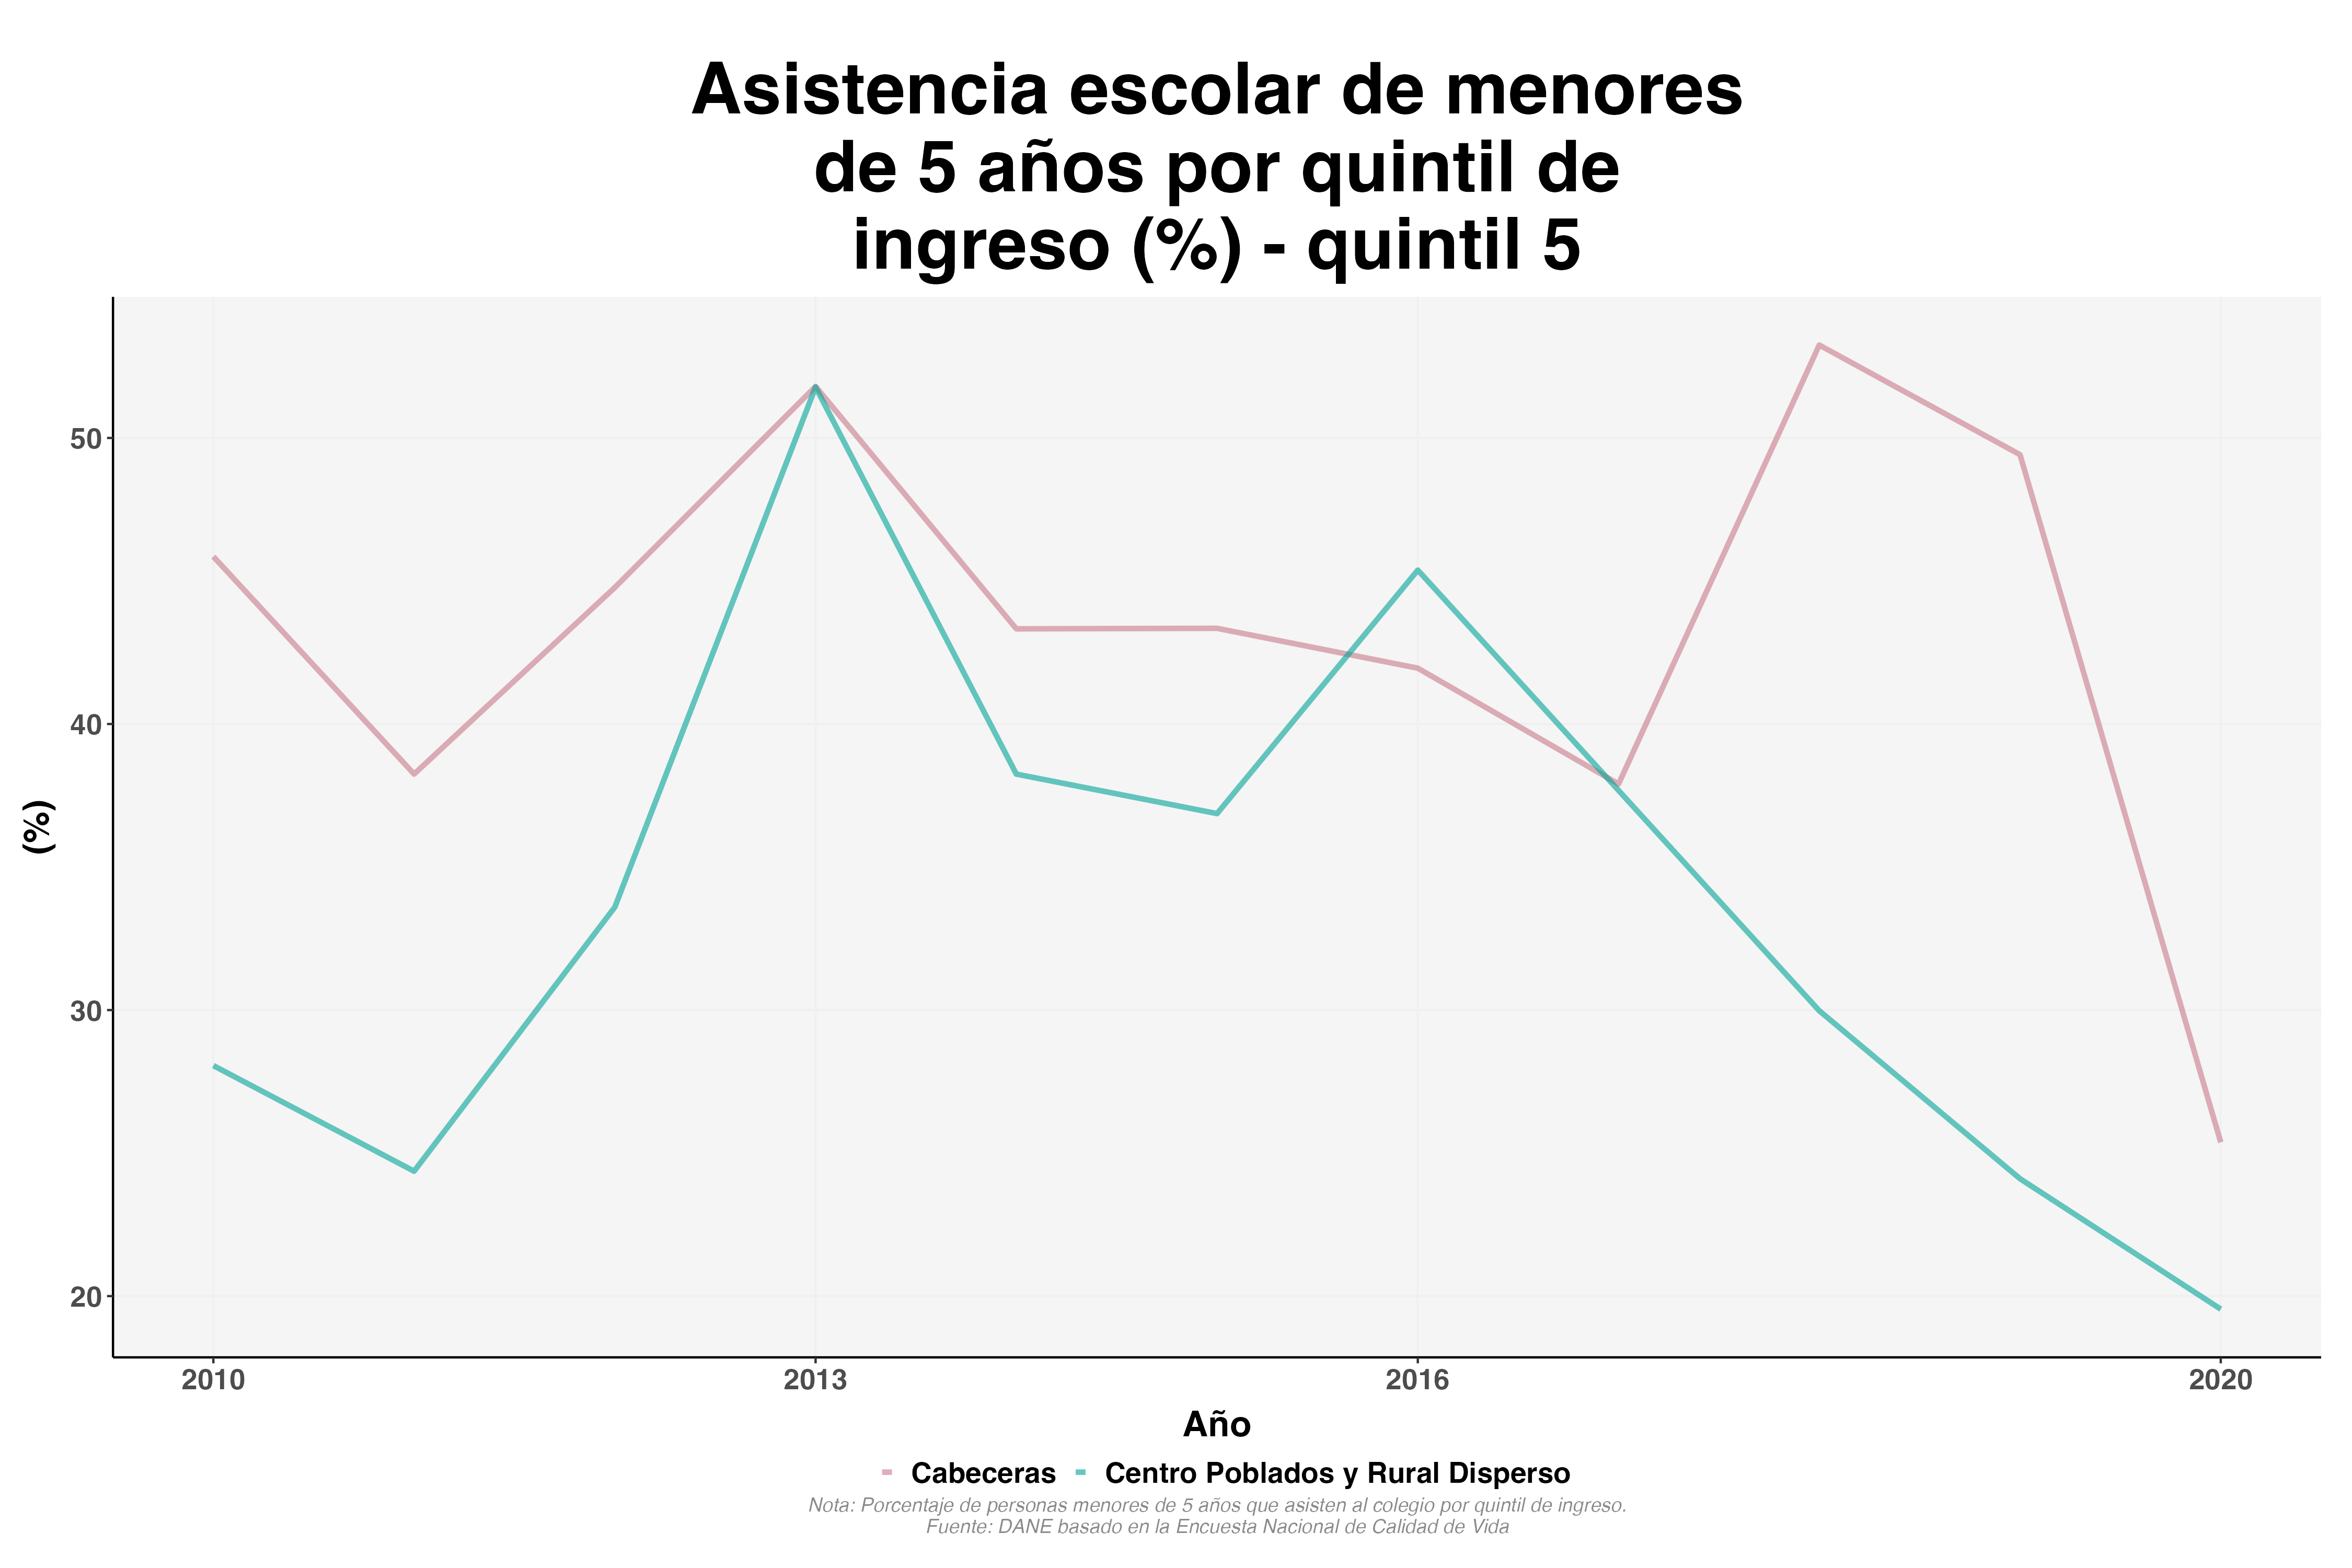 Asistencia escolar de menores
de 5 años por quintil de
ingreso (%) - quintil 5
(%)
50
40
30
20
2010 2013 2016 2020
Año
Cabeceras Centro Poblados y Rural Disperso
Nota: Porcentaje de personas menores de 5 años que asisten al colegio por quintil de ingreso.
Fuente: DANE basado en la Encuesta Nacional de Calidad de Vida